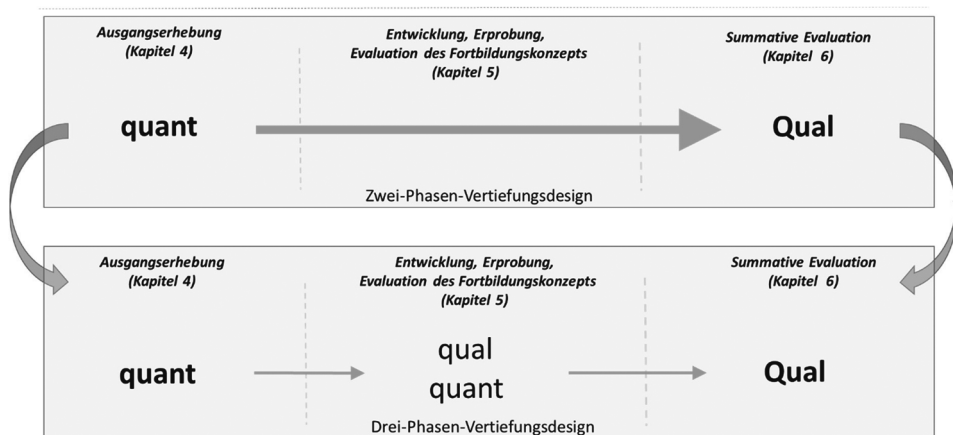 Ausgangserhebung
(Kapitel 4)
Entwicklung, Erprobung,
Evaluation des Fortbildungskonzepts
(Kapitel 5)
Summative Evaluation
(Kapitel 6)
quant
Qual
Zwei-Phasen-Vertiefungsdesign
Ausgangserhebung
(Kapitel 4)
Entwicklung, Erprobung,
Evaluation des Fortbildungskonzepts
(Kapitel 5)
Summative Evaluation
(Kapitel 6)
quant
qual
quant
Qual
Drei-Phasen-Vertiefungsdesign